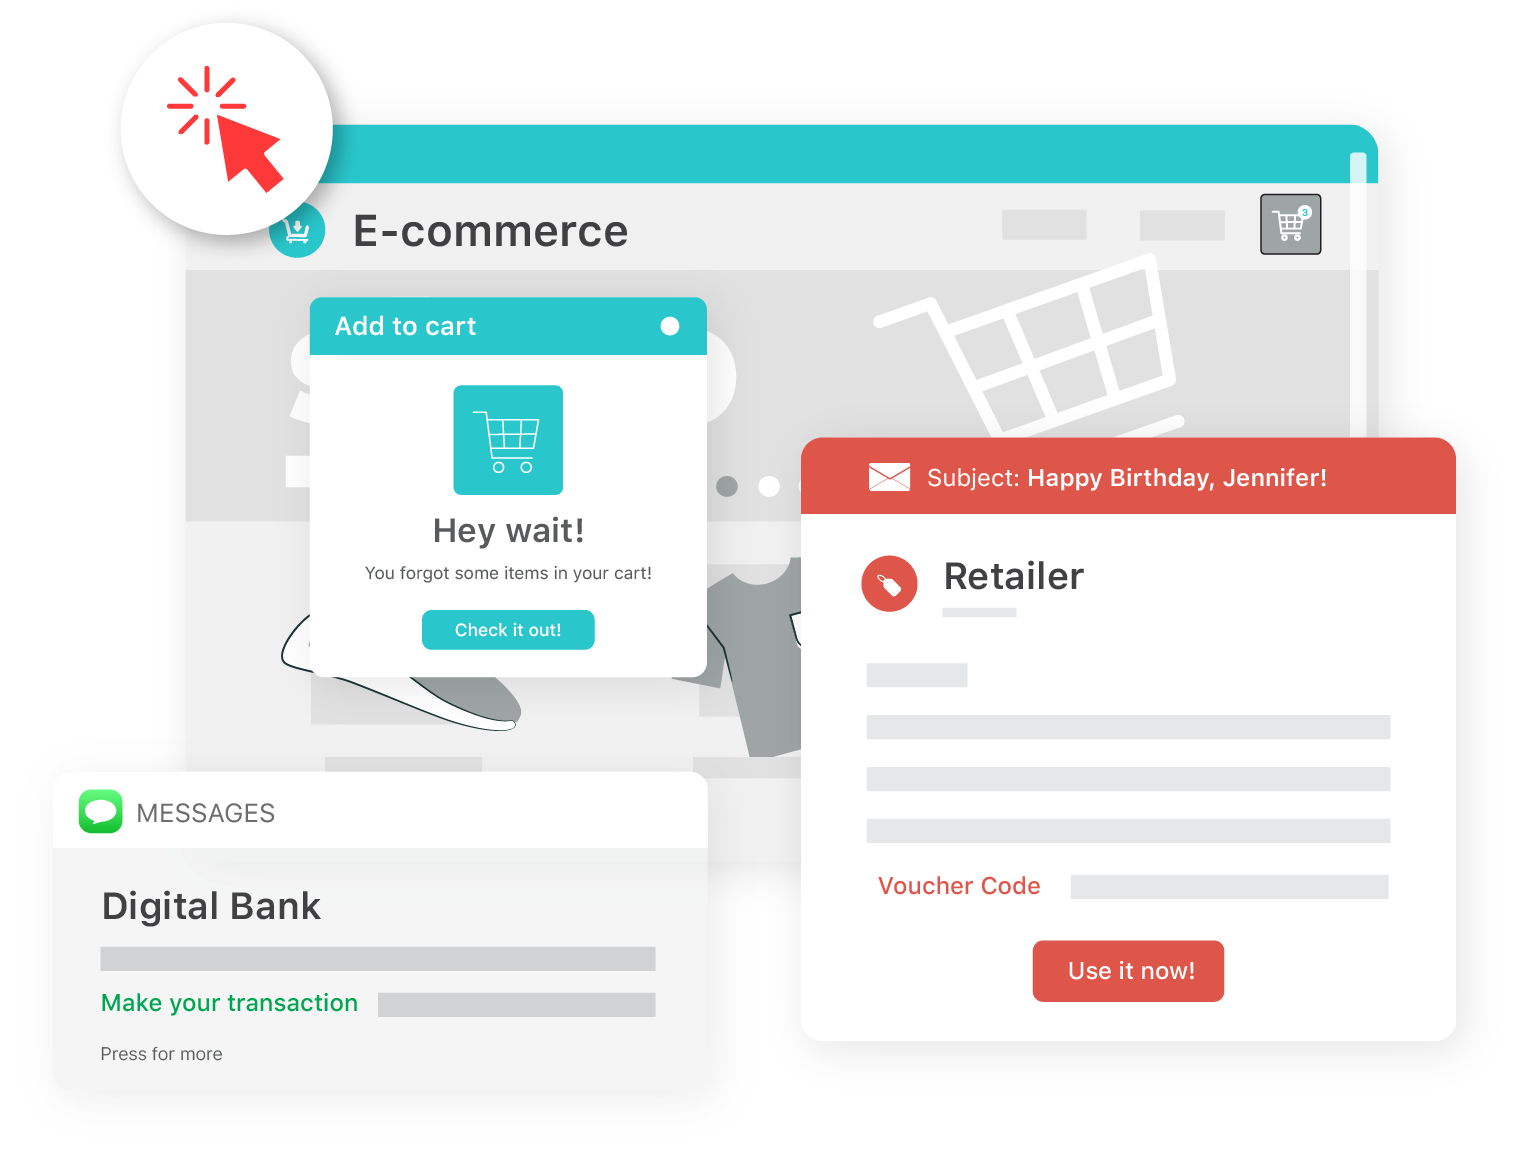 E-commerce
3
Add to cart
Hey wait!
You forgot some items in your cart!
Check it out!
Subject: Happy Birthday, Jennifer!
Retailer
Voucher Code
Use it now!
MESSAGES
Digital Bank
Make your transaction
Press for more